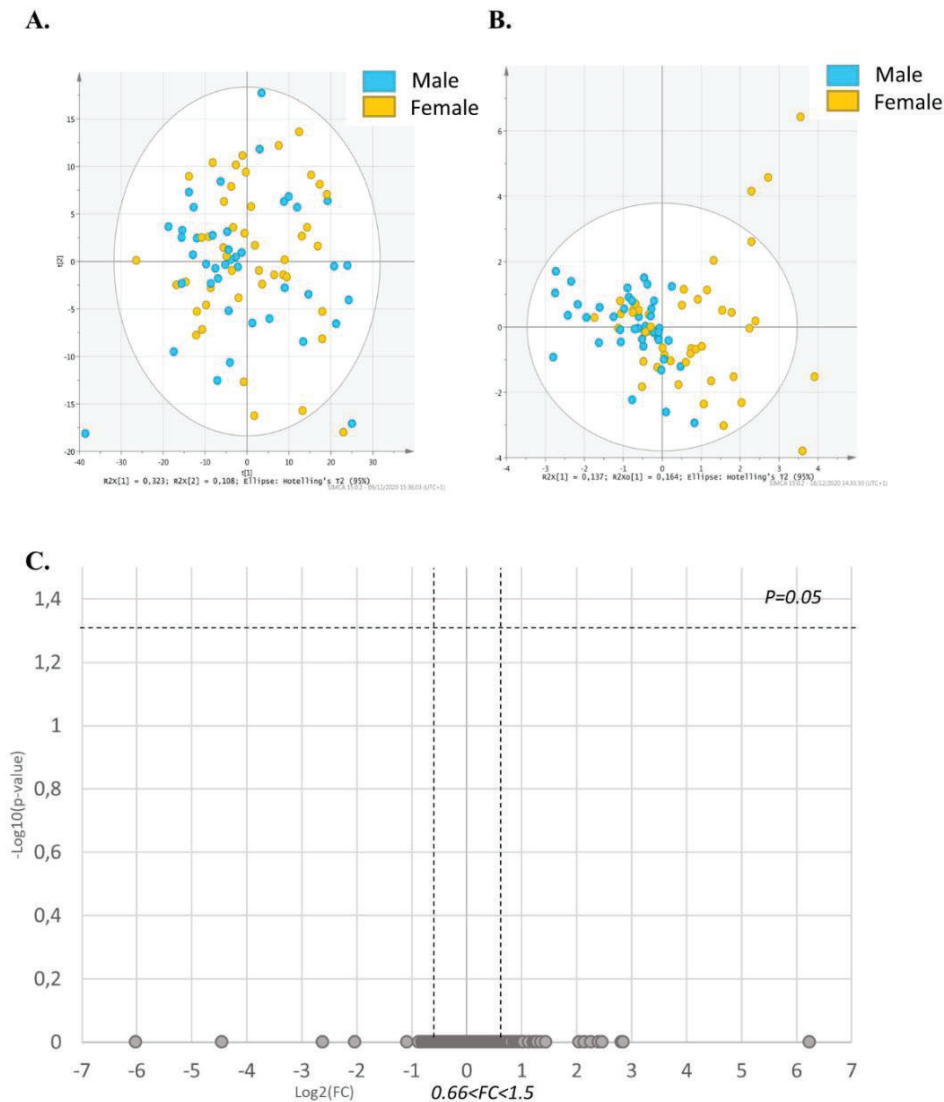 A.
Male
Female
15
10
5
0
-5
-10
-15
-20
t[2]
-40 -30 -20 -10 0 10 20 30 40
t[1]
R2X[1] = 0,323; R2X[2] = 0,108; Ellipse: Hotelling's T2 (95%)
B.
Male
Female
6
4
2
0
-2
-4
-4 -3 -2 -1 0 1 2 3 4
R2X[1] = 0,137; R2Xo[1] = 0,164; Ellipse: Hotelling's T2 (95%)
C.
P=0.05
1,4
1,2
1
0,8
0,6
0,4
0,2
0
-Log10(p-value)
-7 -6 -5 -4 -3 -2 -1 0 1 2 3 4 5 6 7
Log2(FC)
0.66<FC<1.5